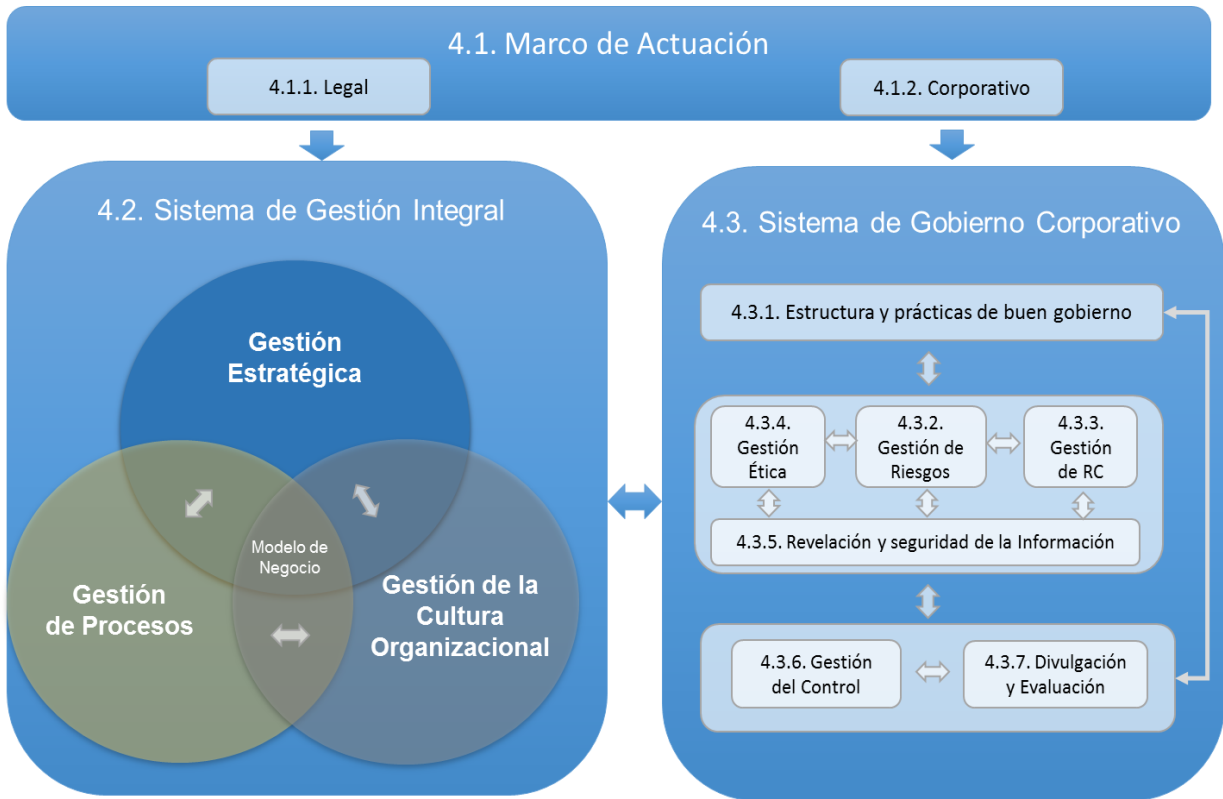 4.1. Marco de Actuación
4.1.1. Legal
4.1.2. Corporativo
4.2. Sistema de Gestión Integral
Gestión
Estratégica
Modelo de
Negocio
Gestión
de Procesos
Gestión de la
Cultura
Organizacional
4.3. Sistema de Gobierno Corporativo
4.3.1. Estructura y prácticas de buen gobierno
4.3.4.
Gestión
Ética
4.3.2.
Gestión de
Riesgos
4.3.3.
Gestión
de RC
4.3.5. Revelación y seguridad de la Información
4.3.6. Gestión
del Control
4.3.7. Divulgación
y Evaluación